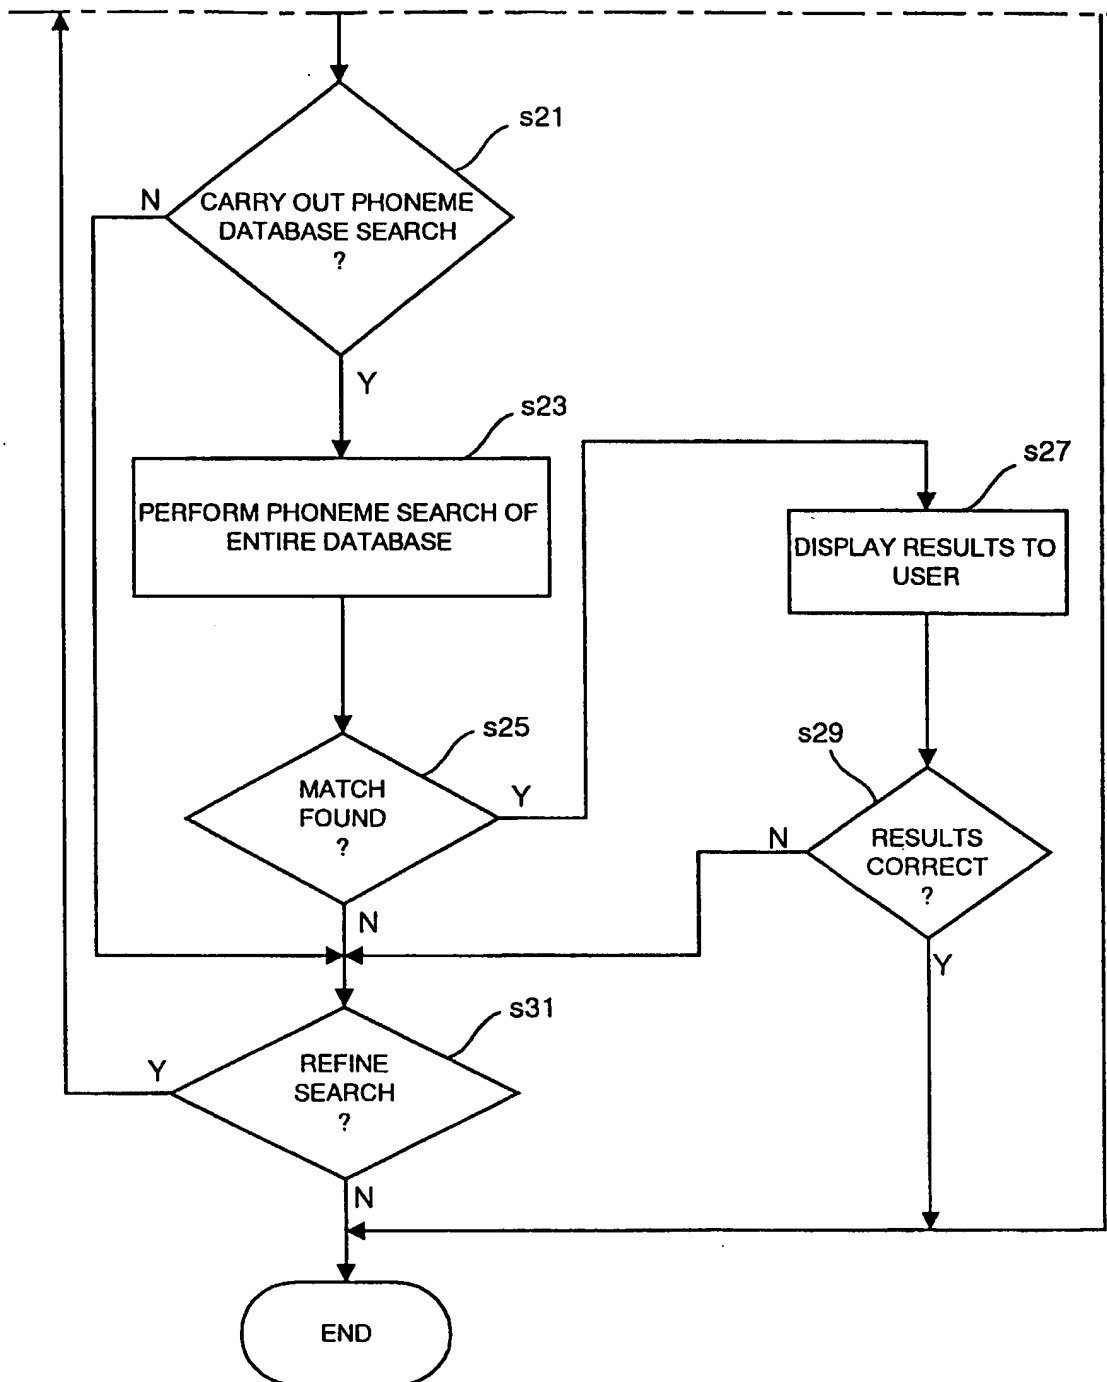 s21
N
CARRY OUT PHONEME
DATABASE SEARCH
?
Y
s23
PERFORM PHONEME SEARCH OF
ENTIRE DATABASE
s27
DISPLAY RESULTS TO
USER
s25
MATCH
FOUND
?
Y
N
s29
RESULTS
CORRECT
?
N
Y
s31
REFINE
SEARCH
?
Y
N
END